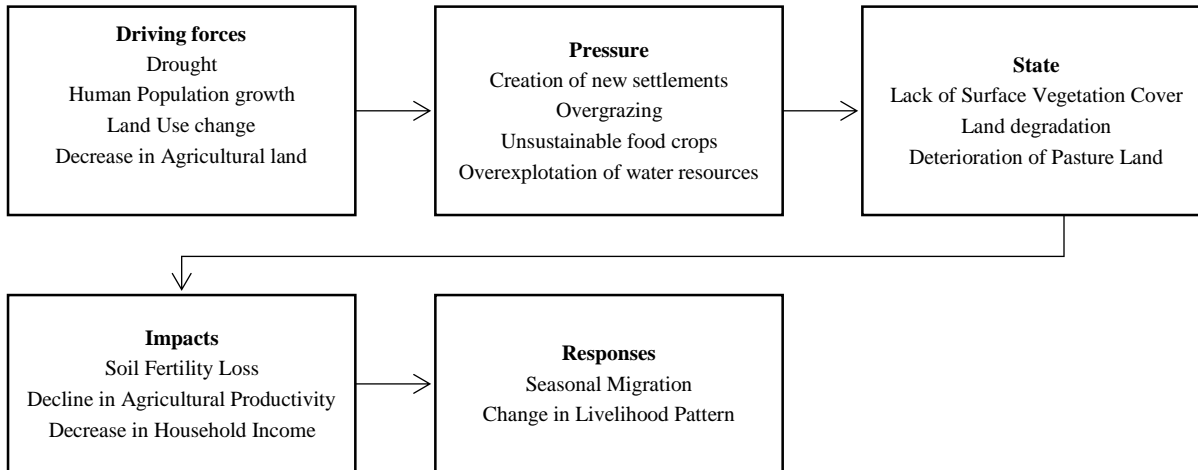 Driving forces
Drought
Human Population growth
Land Use change
Decrease in Agricultural land
Pressure
Creation of new settlements
Overgrazing
Unsustainable food crops
Overexplotation of water resources
State
Lack of Surface Vegetation Cover
Land degradation
Deterioration of Pasture Land
Impacts
Soil Fertility Loss
Decline in Agricultural Productivity
Decrease in Household Income
Responses
Seasonal Migration
Change in Livelihood Pattern